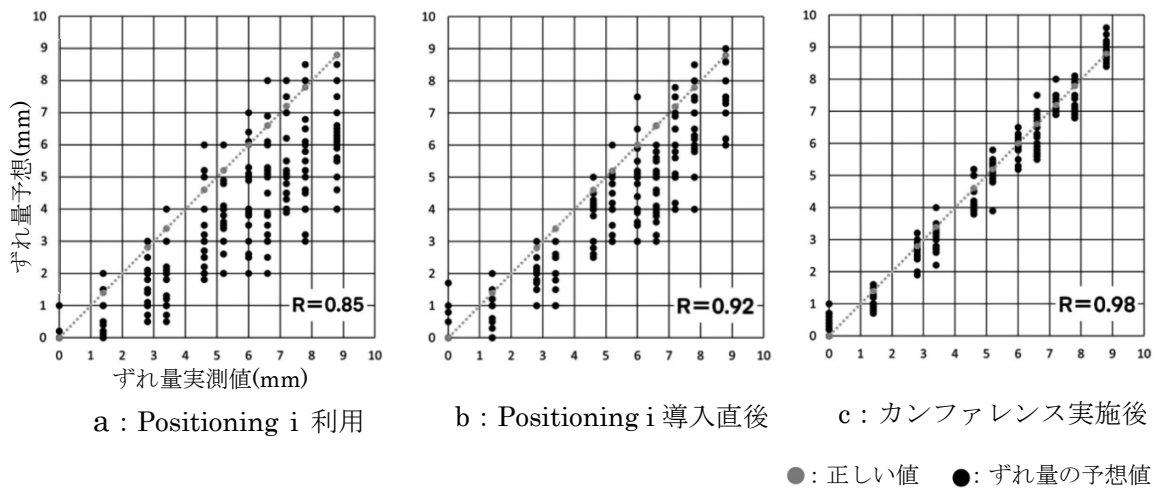 10
9
8
7
6
5
4
3
2
1
0
0 1 2 3 4 5 6 7 8 9 10
R=0.85
ずれ量予想(mm)
ずれ量実測値(mm)
a：Positioning i 利用
10
9
8
7
6
5
4
3
2
1
0
0 1 2 3 4 5 6 7 8 9 10
R=0.92
b：Positioning i 導入直後
10
9
8
7
6
5
4
3
2
1
0
0 1 2 3 4 5 6 7 8 9 10
R=0.98
c：カンファレンス実施後
●：正しい値 ●：ずれ量の予想値